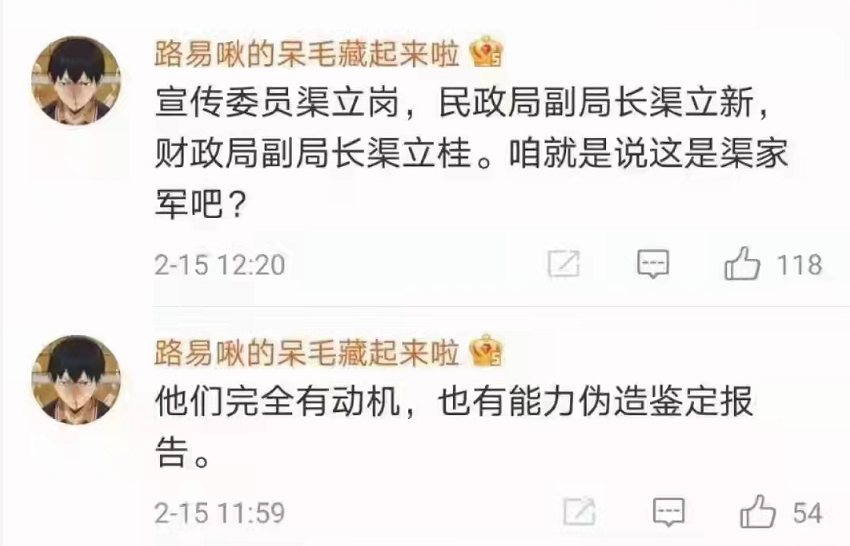 路易啾的呆毛藏起来啦
宣传委员渠立岗，民政局副局长渠立新，
财政局副局长渠立桂。咱就是说这是渠家
军吧？
2-15 12:20 118
路易啾的呆毛藏起来啦
他们完全有动机，也有能力伪造鉴定报
告。
2-15 11:59 54